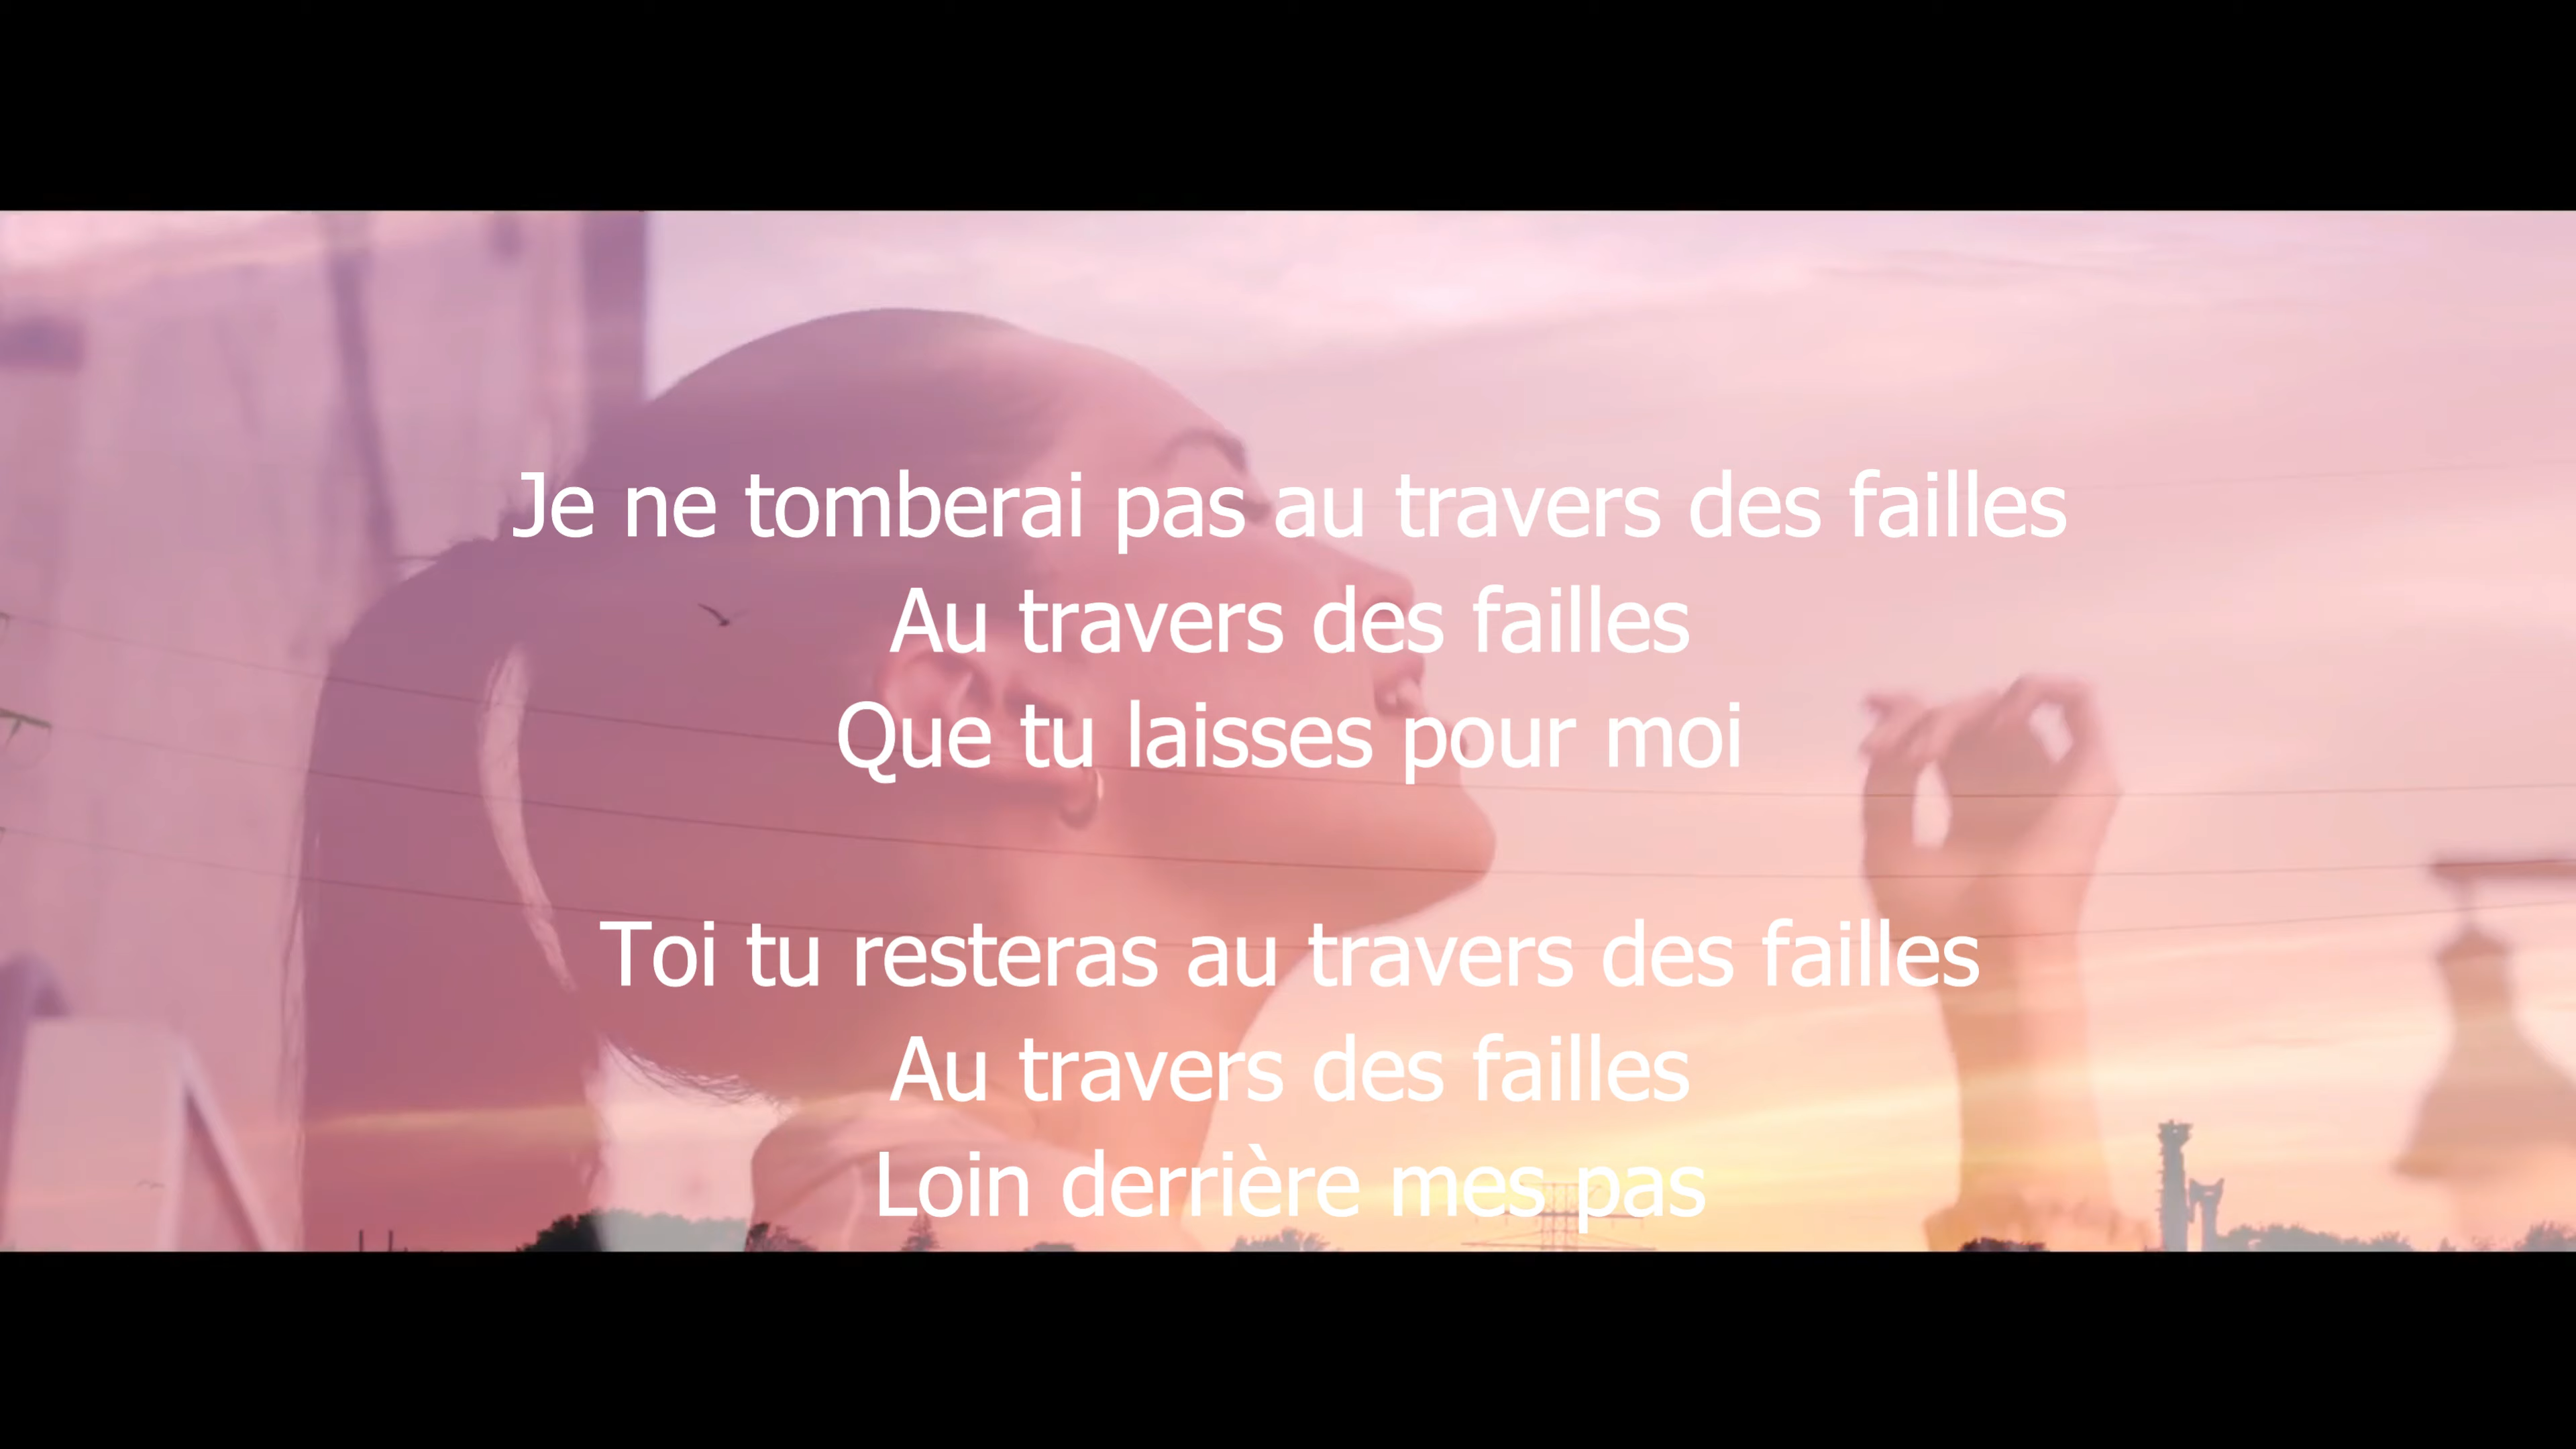 Je ne tomberai pas au travers des failles
Au travers des failles
Que tu laisses pour moi
Toi tu resteras au travers des failles
Au travers des failles
Loin derrière mes pas